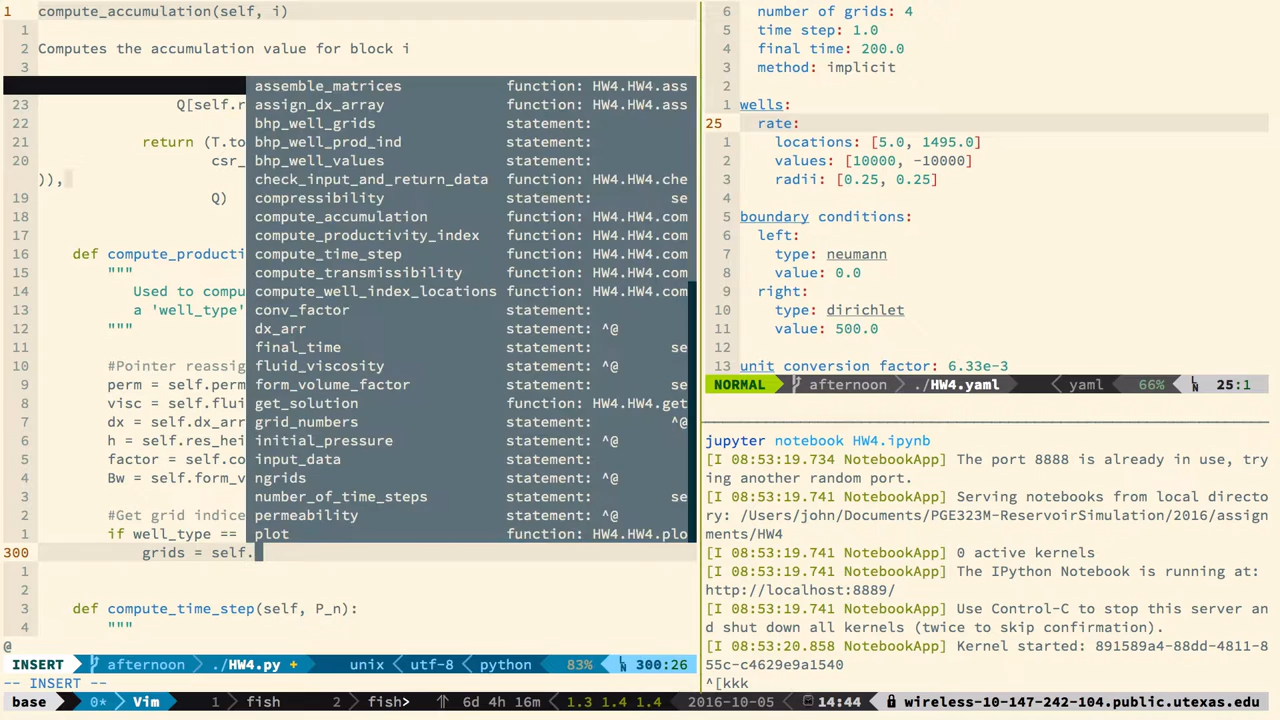 1 compute_accumulation(self, i)
1
2 Computes the accumulation value for block i
3
23 Q[self.r
22
21 return (T.to
20 csr_
)),
19 Q)
18
17
16 def compute_producti
15 """
14 Used to compu
13 a 'well_type'
12 """
11
10 #Pointer reassig
9 perm = self.perm
8 visc = self.flui
7 dx = self.dx_arr
6 h = self.res_hei
5 factor = self.co
4 Bw = self.form_v
3
2 #Get grid indice
1 if well_type ==
300 grids = self.
1
2
3 def compute_time_step(self, P_n):
4 """
@
assemble_matrices function: HW4.HW4.ass
assign_dx_array function: HW4.HW4.ass
bhp_well_grids statement:
bhp_well_prod_ind statement:
bhp_well_values statement:
check_input_and_return_data function: HW4.HW4.che
compressibility statement: se
compute_accumulation function: HW4.HW4.com
compute_productivity_index function: HW4.HW4.com
compute_time_step function: HW4.HW4.com
compute_transmissibility function: HW4.HW4.com
compute_well_index_locations function: HW4.HW4.com
conv_factor statement:
dx_arr statement: ^@
final_time statement: se
fluid_viscosity statement: ^@
form_volume_factor statement: se
get_solution function: HW4.HW4.get
grid_numbers statement: ^@
initial_pressure statement: ^@
input_data statement:
ngrids statement:
number_of_time_steps statement: se
permeability statement: ^@
plot function: HW4.HW4.plo
INSERT afternoon ./HW4.py + unix utf-8 python 83% 300:26
-- INSERT --
6 number of grids: 4
5 time step: 1.0
4 final time: 200.0
3 method: implicit
2
1 wells:
25 rate:
1 locations: [5.0, 1495.0]
2 values: [10000, -10000]
3 radii: [0.25, 0.25]
4
5 boundary conditions:
6 left:
7 type: neumann
8 value: 0.0
9 right:
10 type: dirichlet
11 value: 500.0
12
13 unit conversion factor: 6.33e-3
NORMAL afternoon ./HW4.yaml yaml 66% 25:1
jupyter notebook HW4.ipynb
[I 08:53:19.734 NotebookApp] The port 8888 is already in use, try
ing another random port.
[I 08:53:19.741 NotebookApp] Serving notebooks from local directo
ry: /Users/john/Documents/PGE323M-ReservoirSimulation/2016/assign
ments/HW4
[I 08:53:19.741 NotebookApp] 0 active kernels
[I 08:53:19.741 NotebookApp] The IPython Notebook is running at:
http://localhost:8889/
[I 08:53:19.741 NotebookApp] Use Control-C to stop this server an
d shut down all kernels (twice to skip confirmation).
[I 08:53:20.858 NotebookApp] Kernel started: 891589a4-88dd-4811-8
55c-c4629e9a1540
^[kkk
base 0* Vim 1 fish 2 fish> 6d 4h 16m 1.3 1.4 1.4 2016-10-05 14:44 wireless-10-147-242-104.public.utexas.edu